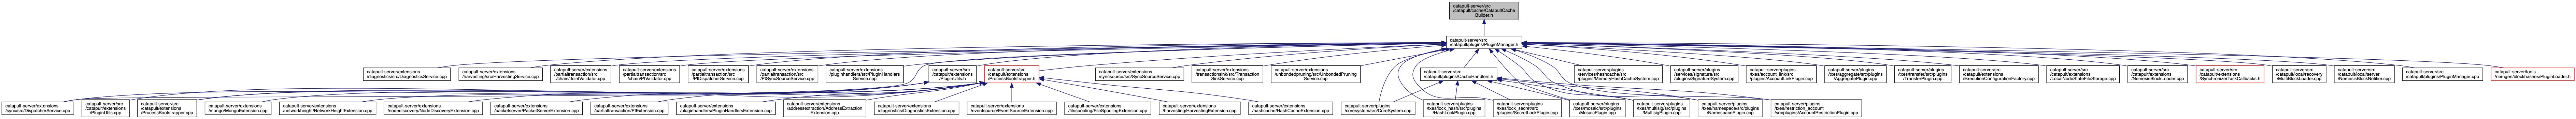 catapult-server/src
/catapult/cache/CatapultCache
Builder.h
catapult-server/src
/catapult/plugins/PluginManager.h
catapult-server/extensions
/diagnostics/src/DiagnosticsService.cpp
catapult-server/extensions
/harvesting/src/HarvestingService.cpp
catapult-server/extensions
/partialtransaction/src
/chain/JointValidator.cpp
catapult-server/extensions
/partialtransaction/src
/chain/PtValidator.cpp
catapult-server/extensions
/partialtransaction/src
/PtDispatcherService.cpp
catapult-server/extensions
/partialtransaction/src
/PtSyncSourceService.cpp
catapult-server/extensions
/pluginhandlers/src/PluginHandlers
Service.cpp
catapult-server/src
/catapult/extensions
/PluginUtils.h
catapult-server/src
/catapult/extensions
/ProcessBootstrapper.h
catapult-server/extensions
/syncsource/src/SyncSourceService.cpp
catapult-server/extensions
/transactionsink/src/Transaction
SinkService.cpp
catapult-server/extensions
/unbondedpruning/src/UnbondedPruning
Service.cpp
catapult-server/src
/catapult/plugins/CacheHandlers.h
catapult-server/plugins
/services/hashcache/src
/plugins/MemoryHashCacheSystem.cpp
catapult-server/plugins
/services/signature/src
/plugins/SignatureSystem.cpp
catapult-server/plugins
/txes/account_link/src
/plugins/AccountLinkPlugin.cpp
catapult-server/plugins
/txes/aggregate/src/plugins
/AggregatePlugin.cpp
catapult-server/plugins
/txes/transfer/src/plugins
/TransferPlugin.cpp
catapult-server/src
/catapult/extensions
/ExecutionConfigurationFactory.cpp
catapult-server/src
/catapult/extensions
/LocalNodeStateFileStorage.cpp
catapult-server/src
/catapult/extensions
/NemesisBlockLoader.cpp
catapult-server/src
/catapult/extensions
/SynchronizerTaskCallbacks.h
catapult-server/src
/catapult/local/recovery
/MultiBlockLoader.cpp
catapult-server/src
/catapult/local/server
/NemesisBlockNotifier.cpp
catapult-server/src
/catapult/plugins/PluginManager.cpp
catapult-server/tools
/nemgen/blockhashes/PluginLoader.h
catapult-server/extensions
/sync/src/DispatcherService.cpp
catapult-server/src
/catapult/extensions
/PluginUtils.cpp
catapult-server/src
/catapult/extensions
/ProcessBootstrapper.cpp
catapult-server/extensions
/mongo/MongoExtension.cpp
catapult-server/extensions
/networkheight/NetworkHeightExtension.cpp
catapult-server/extensions
/nodediscovery/NodeDiscoveryExtension.cpp
catapult-server/extensions
/packetserver/PacketServerExtension.cpp
catapult-server/extensions
/partialtransaction/PtExtension.cpp
catapult-server/extensions
/pluginhandlers/PluginHandlersExtension.cpp
catapult-server/extensions
/addressextraction/AddressExtraction
Extension.cpp
catapult-server/extensions
/diagnostics/DiagnosticsExtension.cpp
catapult-server/extensions
/eventsource/EventSourceExtension.cpp
catapult-server/extensions
/filespooling/FileSpoolingExtension.cpp
catapult-server/extensions
/harvesting/HarvestingExtension.cpp
catapult-server/extensions
/hashcache/HashCacheExtension.cpp
catapult-server/plugins
/coresystem/src/CoreSystem.cpp
catapult-server/plugins
/txes/lock_hash/src/plugins
/HashLockPlugin.cpp
catapult-server/plugins
/txes/lock_secret/src
/plugins/SecretLockPlugin.cpp
catapult-server/plugins
/txes/mosaic/src/plugins
/MosaicPlugin.cpp
catapult-server/plugins
/txes/multisig/src/plugins
/MultisigPlugin.cpp
catapult-server/plugins
/txes/namespace/src/plugins
/NamespacePlugin.cpp
catapult-server/plugins
/txes/restriction_account
/src/plugins/AccountRestrictionPlugin.cpp